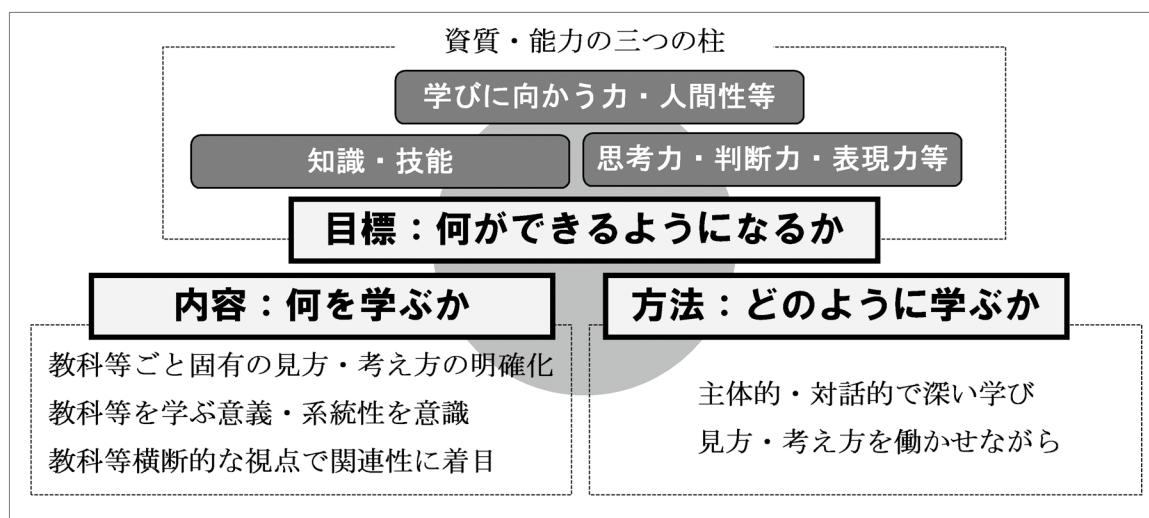 資質・能力の三つの柱
学びに向かう力・人間性等
知識・技能
思考力・判断力・表現力等
目標：何ができるようになるか
内容：何を学ぶか
教科等ごと固有の見方・考え方の明確化
教科等を学ぶ意義・系統性を意識
教科等横断的な視点で関連性に着目
方法：どのように学ぶか
主体的・対話的で深い学び
見方・考え方を働かせながら